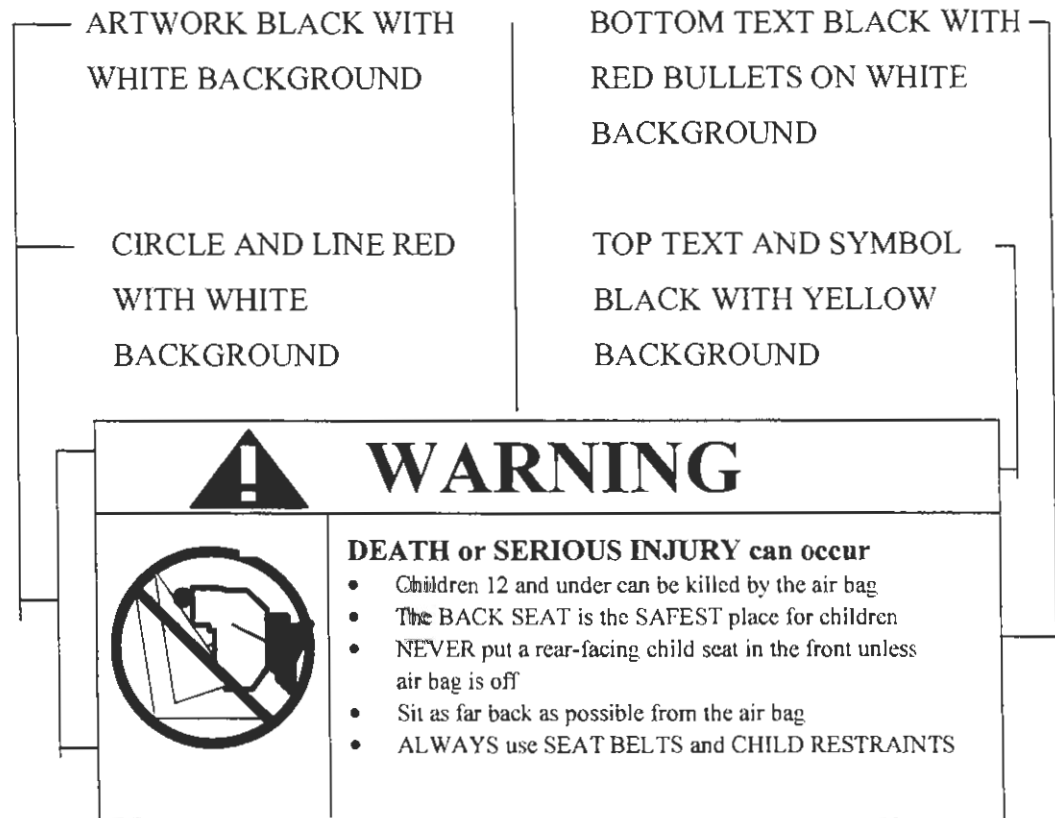 ARTWORK BLACK WITH
WHITE BACKGROUND
BOTTOM TEXT BLACK WITH
RED BULLETS ON WHITE
BACKGROUND
CIRCLE AND LINE RED
WITH WHITE
BACKGROUND
TOP TEXT AND SYMBOL
BLACK WITH YELLOW
BACKGROUND
WARNING
DEATH or SERIOUS INJURY can occur
• Children 12 and under can be killed by the air bag
• The BACK SEAT is the SAFEST place for children
• NEVER put a rear-facing child seat in the front unless
air bag is off
• Sit as far back as possible from the air bag
• ALWAYS use SEAT BELTS and CHILD RESTRAINTS